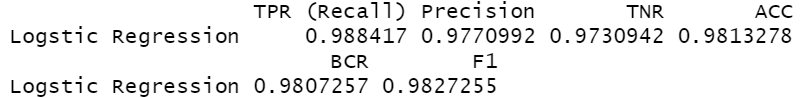 TPR (Recall) Precision TNR ACC
Logstic Regression 0.988417 0.9770992 0.9730942 0.9813278
BCR F1
Logstic Regression 0.9807257 0.9827255